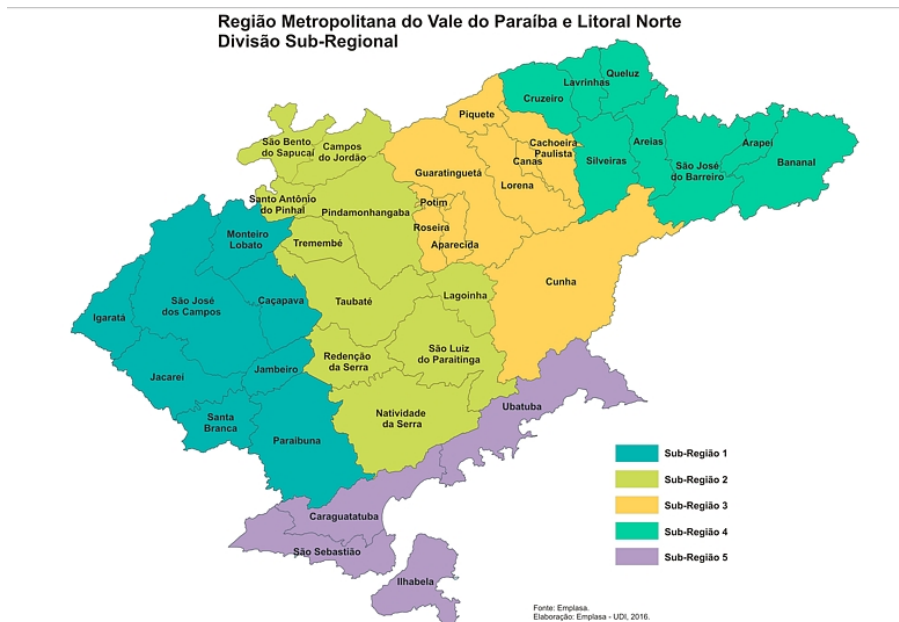 Região Metropolitana do Vale do Paraíba e Litoral Norte
Divisão Sub-Regional
Queluz
Lavrinhas
Cruzeiro
Piquete
São Bento
do Sapucaí
Campos
do Jordão
Cachoeira
Paulista
Canas
Areias
Arapeí
Silveiras
São José
do Barreiro
Bananal
Guaratinguetá
Lorena
Santo Antônio
do Pinhal
Pindamonhangaba
Potim
Roseira
Aparecida
Monteiro
Lobato
Tremembé
Cunha
Lagoinha
Taubaté
Caçapava
São José
dos Campos
Igaratá
São Luiz
do Paraitinga
Redenção
da Serra
Jambeiro
Jacareí
Ubatuba
Natividade
da Serra
Santa
Branca
Paraibuna
Sub-Região 1
Sub-Região 2
Sub-Região 3
Sub-Região 4
Sub-Região 5
Caraguatatuba
São Sebastião
Ilhabela
Fonte: Emplasa.
Elaboração: Emplasa - UDI, 2016.